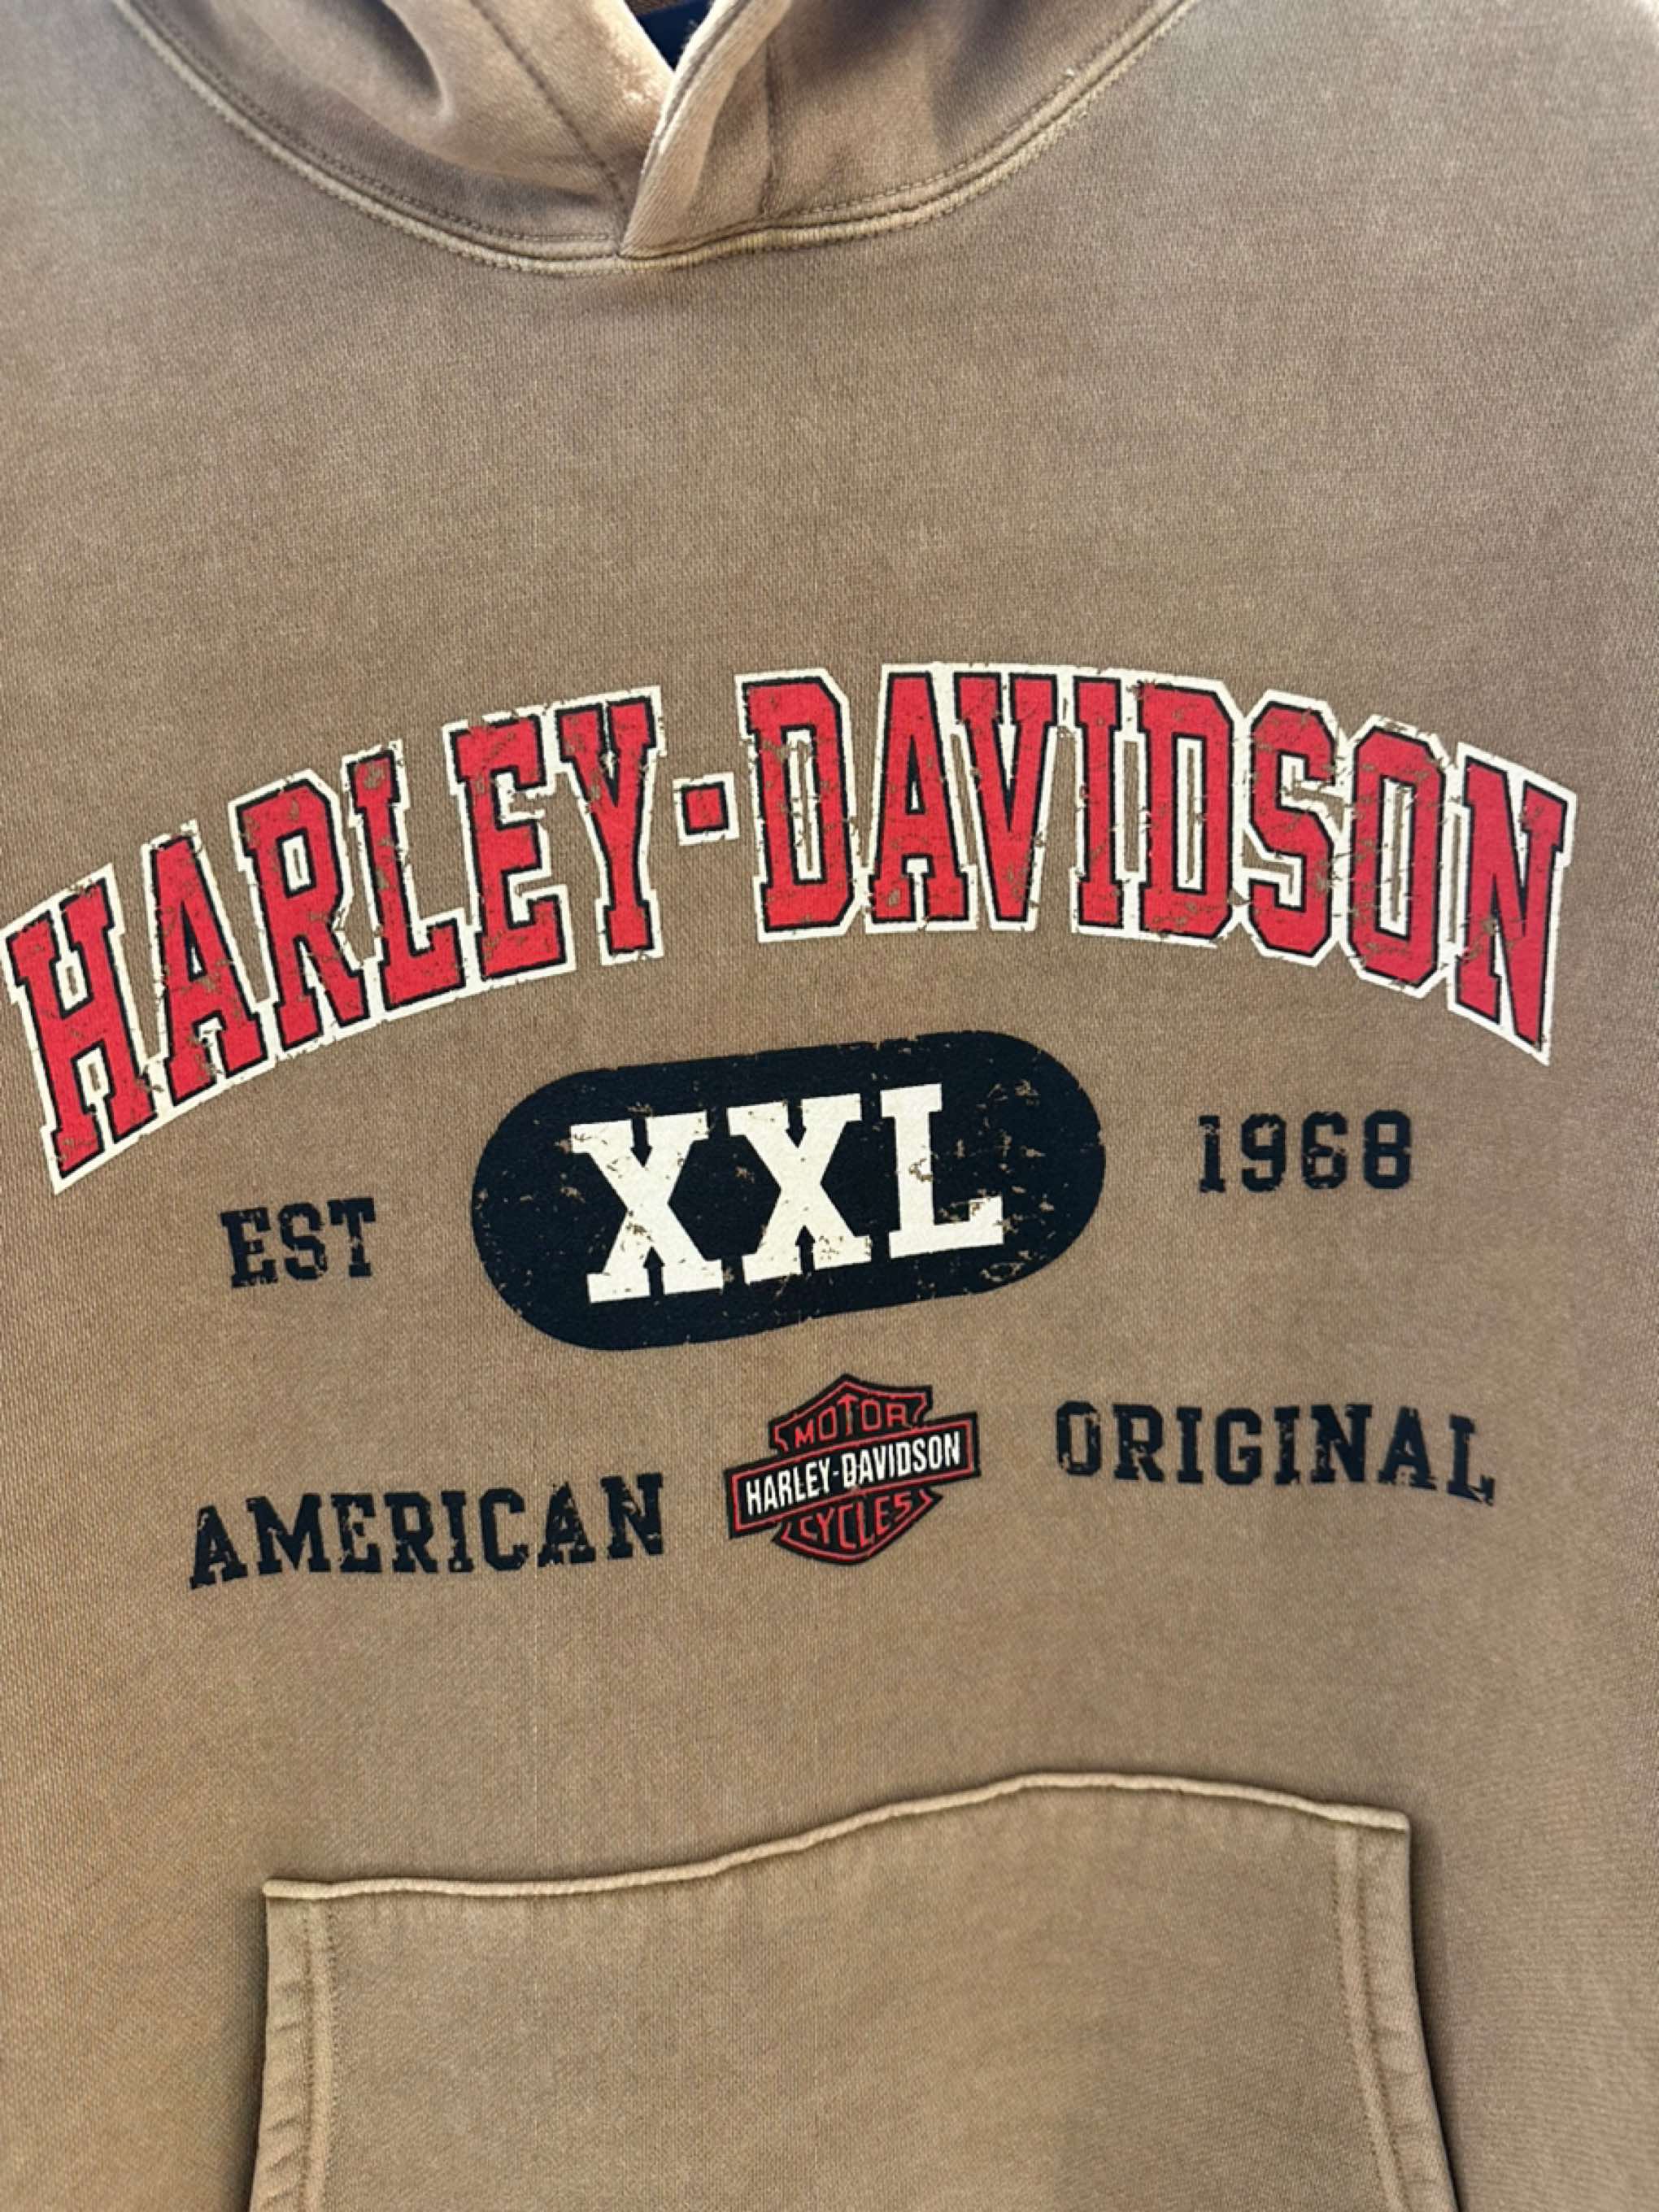 HARLEY-DAVIDSON
EST XXL 1968
AMERICAN MOTOR HARLEY-DAVIDSON CYCLES ORIGINAL